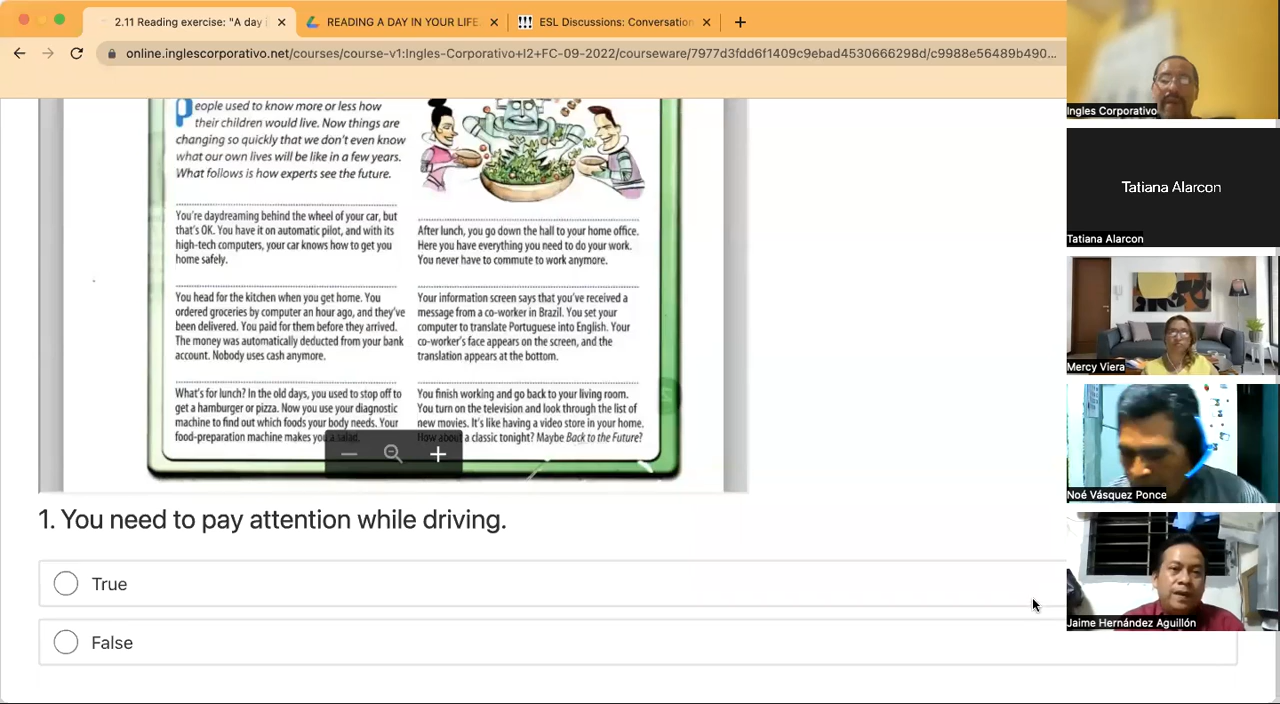 2.11 Reading exercise: "A day i
READING A DAY IN YOUR LIFE
ESL Discussions: Conversation
online.inglescorporativo.net/courses/course-v1:Ingles-Corporativo+I2+FC-09-2022/courseware/7977d3fdd6f1409c9ebad4530666298d/c9988e56489b490...
People used to know more or less how
their children would live. Now things are
changing so quickly that we don't even know
what our own lives will be like in a few years.
What follows is how experts see the future.
You're daydreaming behind the wheel of your car, but
that's OK. You have it on automatic pilot, and with its
high-tech computers, your car knows how to get you
home safely.
You head for the kitchen when you get home. You
ordered groceries by computer an hour ago, and they've
been delivered. You paid for them before they arrived.
The money was automatically deducted from your bank
account. Nobody uses cash anymore.
What's for lunch? In the old days, you used to stop off to
get a hamburger or pizza. Now you use your diagnostic
machine to find out which foods your body needs. Your
food-preparation machine makes you a salad.
After lunch, you go down the hall to your home office.
Here you have everything you need to do your work.
You never have to commute to work anymore.
Your information screen says that you've received a
message from a co-worker in Brazil. You set your
computer to translate Portuguese into English. Your
co-worker's face appears on the screen, and the
translation appears at the bottom.
You finish working and go back to your living room.
You turn on the television and look through the list of
new movies. It's like having a video store in your home.
How about a classic tonight? Maybe Back to the Future?
1. You need to pay attention while driving.
True
False
Ingles Corporativo
Tatiana Alarcon
Tatiana Alarcon
Mercy Viera
Noé Vásquez Ponce
Jaime Hernández Aguillón